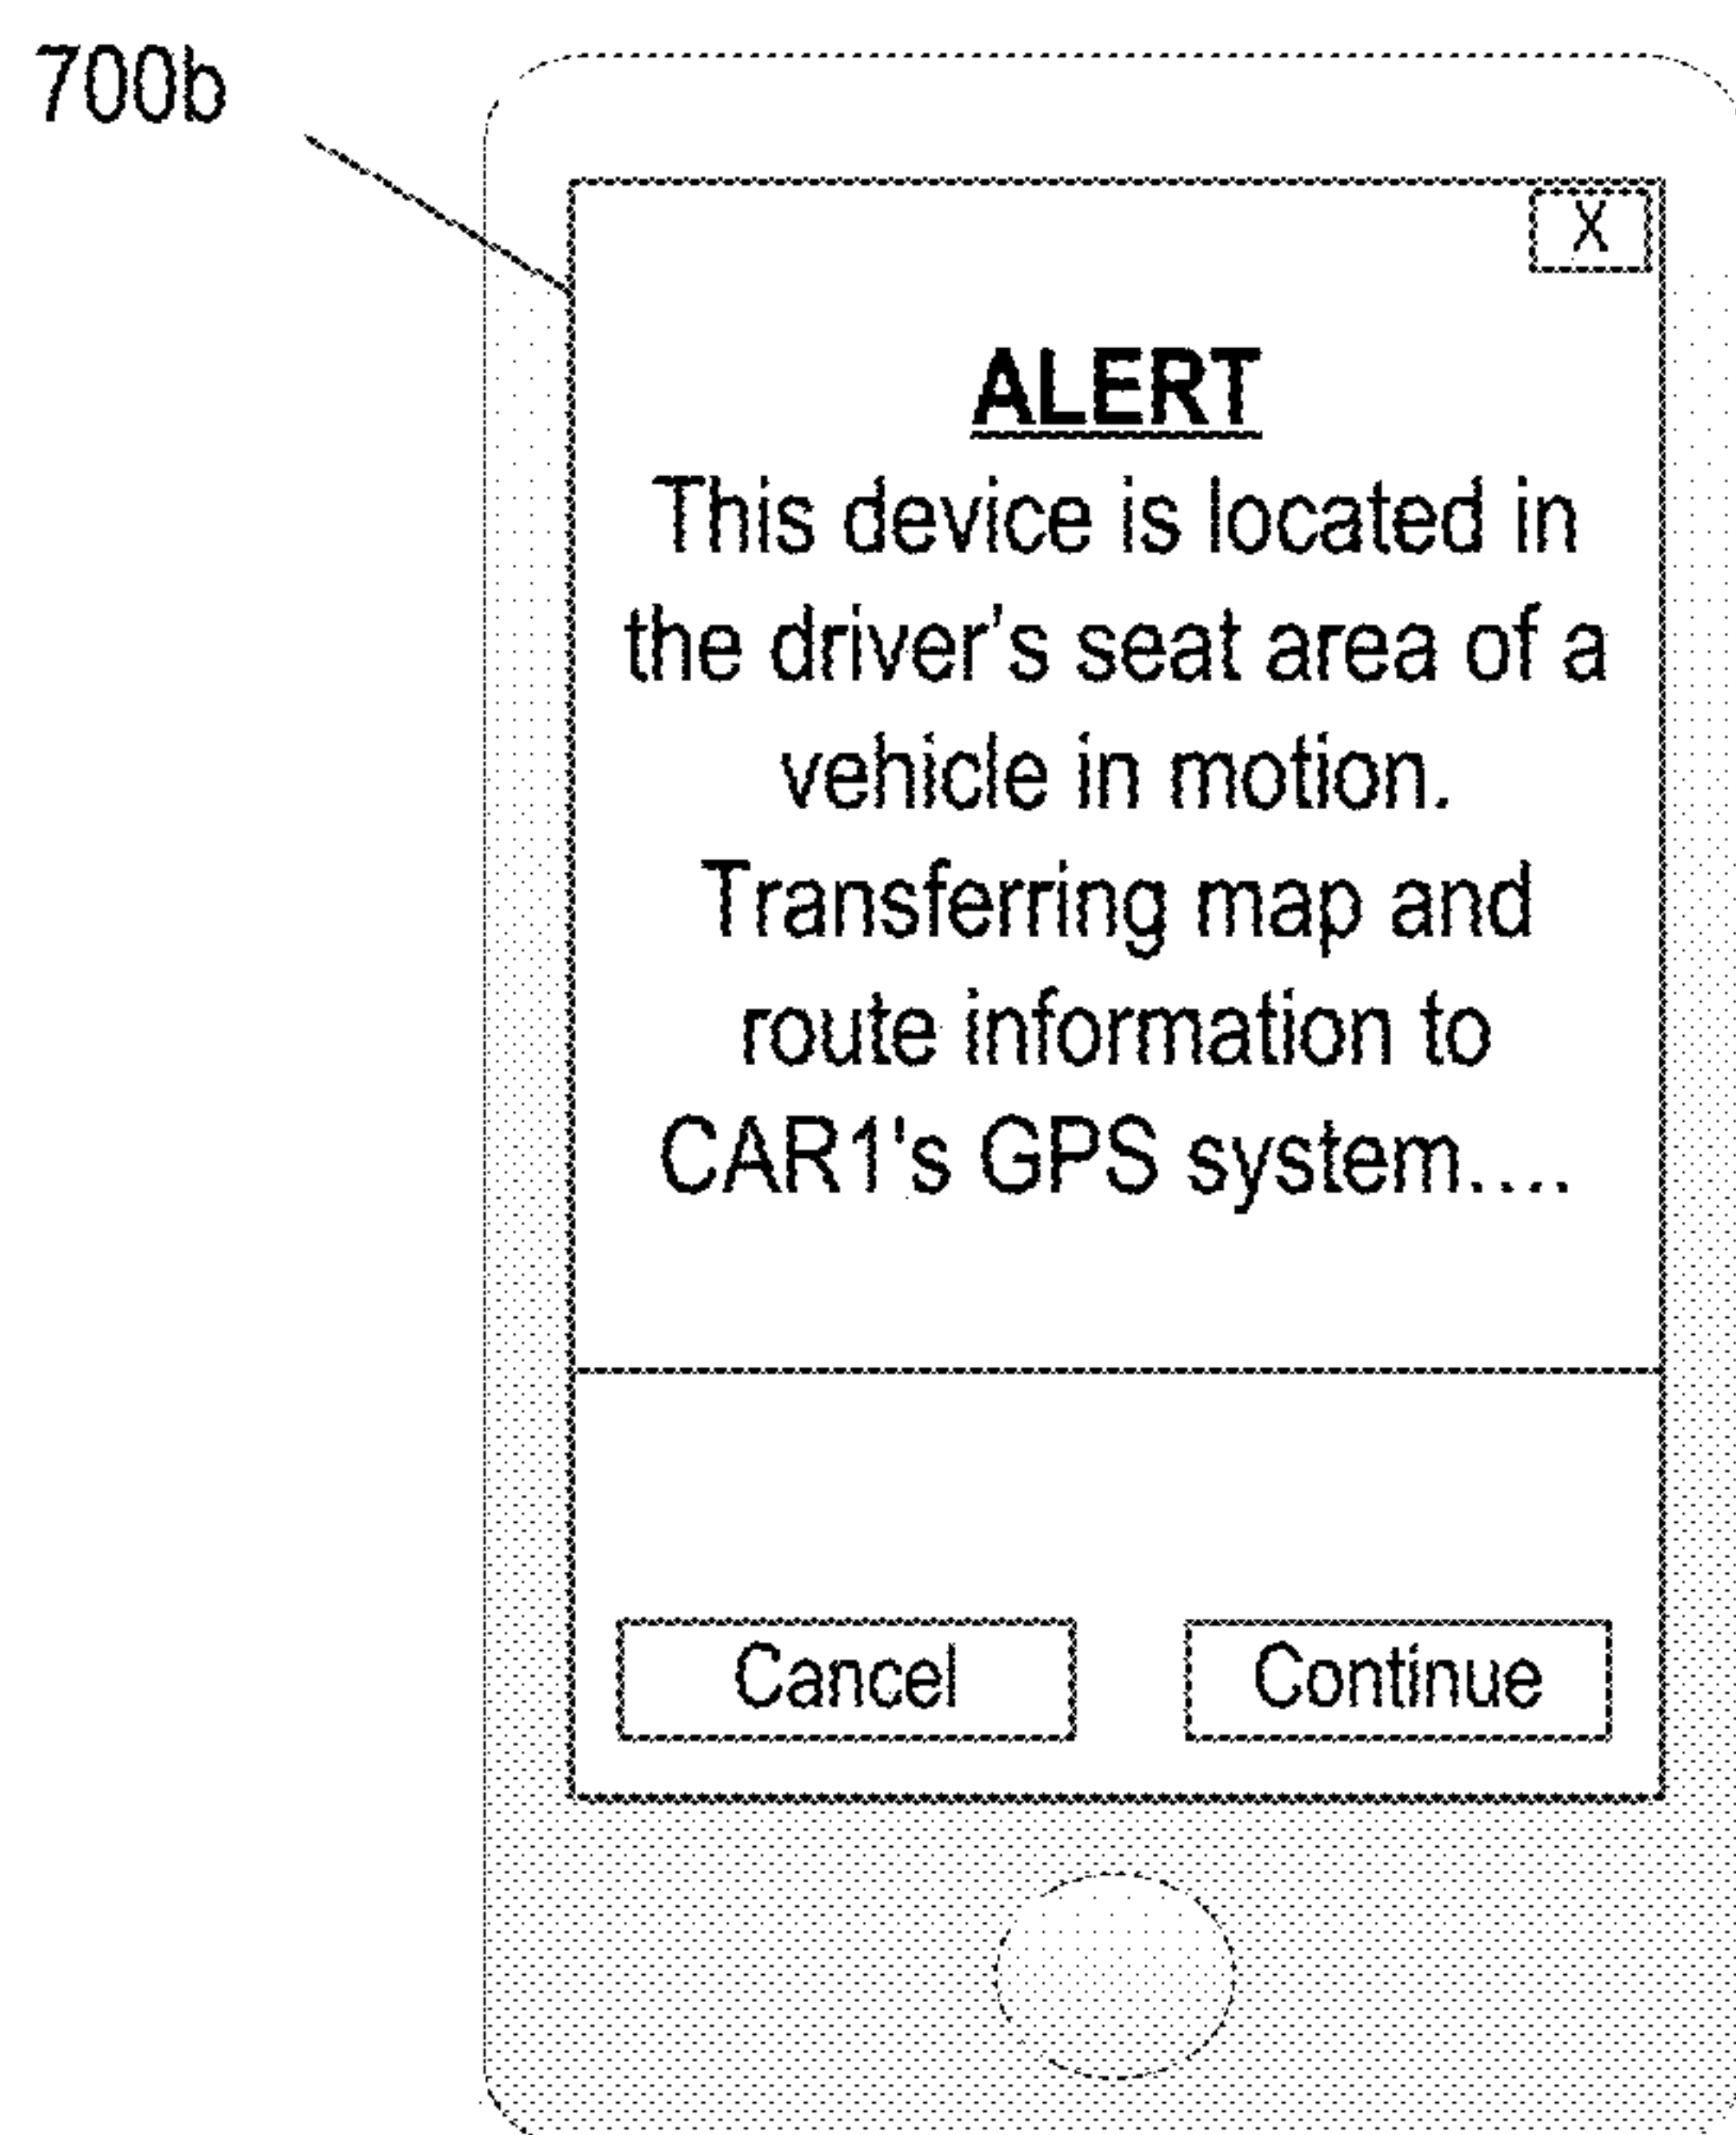 700b
X
ALERT
This device is located in
the driver's seat area of a
vehicle in motion.
Transferring map and
route information to
CAR1's GPS system....
Cancel
Continue